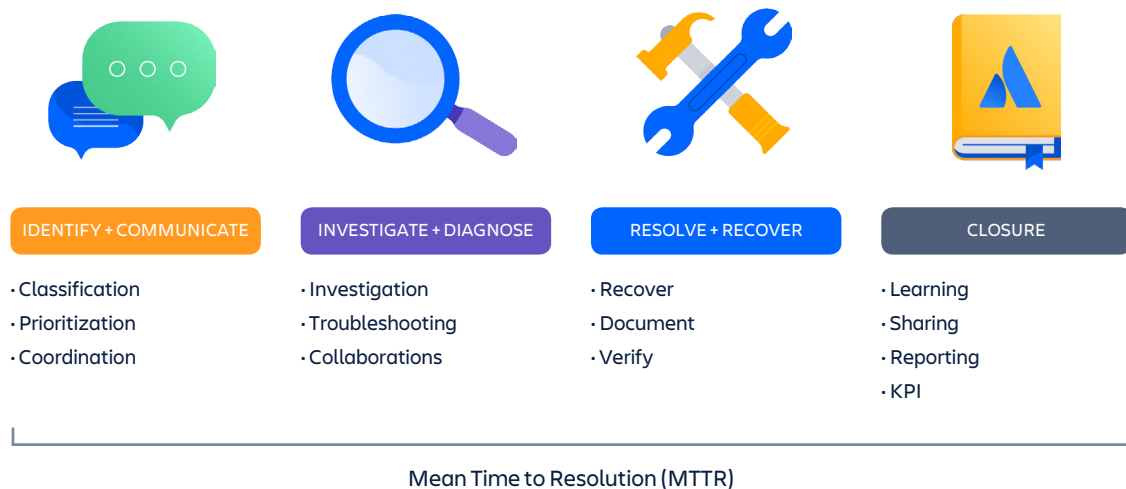 IDENTIFY + COMMUNICATE
· Classification
· Prioritization
· Coordination
INVESTIGATE + DIAGNOSE
· Investigation
· Troubleshooting
· Collaborations
RESOLVE + RECOVER
· Recover
· Document
· Verify
CLOSURE
· Learning
· Sharing
· Reporting
· KPI
Mean Time to Resolution (MTTR)